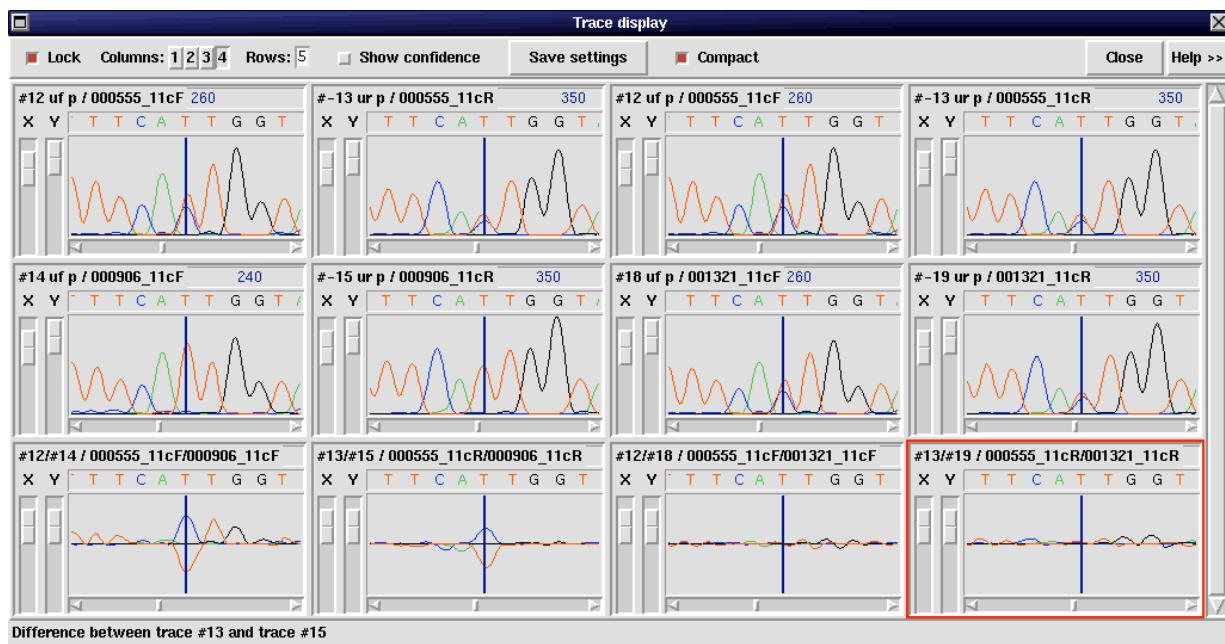 Trace display
Lock Columns: 1 2 3 4 Rows: 5 Show confidence Save settings Compact Close Help >>
#12 uf p / 000555_11cF 260 #-13 ur p / 000555_11cR 350 #12 uf p / 000555_11cF 260 #-13 ur p / 000555_11cR 350
X Y T T C A T T G G T X Y T T C A T T G G T X Y T T C A T T G G T X Y T T C A T T G G T
#14 uf p / 000906_11cF 240 #-15 ur p / 000906_11cR 350 #18 uf p / 001321_11cF 260 #-19 ur p / 001321_11cR 350
X Y T T C A T T G G T X Y T T C A T T G G T X Y T T C A T T G G T X Y T T C A T T G G T
#12/#14 / 000555_11cF/000906_11cF #13/#15 / 000555_11cR/000906_11cR #12/#18 / 000555_11cF/001321_11cF #13/#19 / 000555_11cR/001321_11cR
X Y T T C A T T G G T X Y T T C A T T G G T X Y T T C A T T G G T X Y T T C A T T G G T
Difference between trace #13 and trace #15